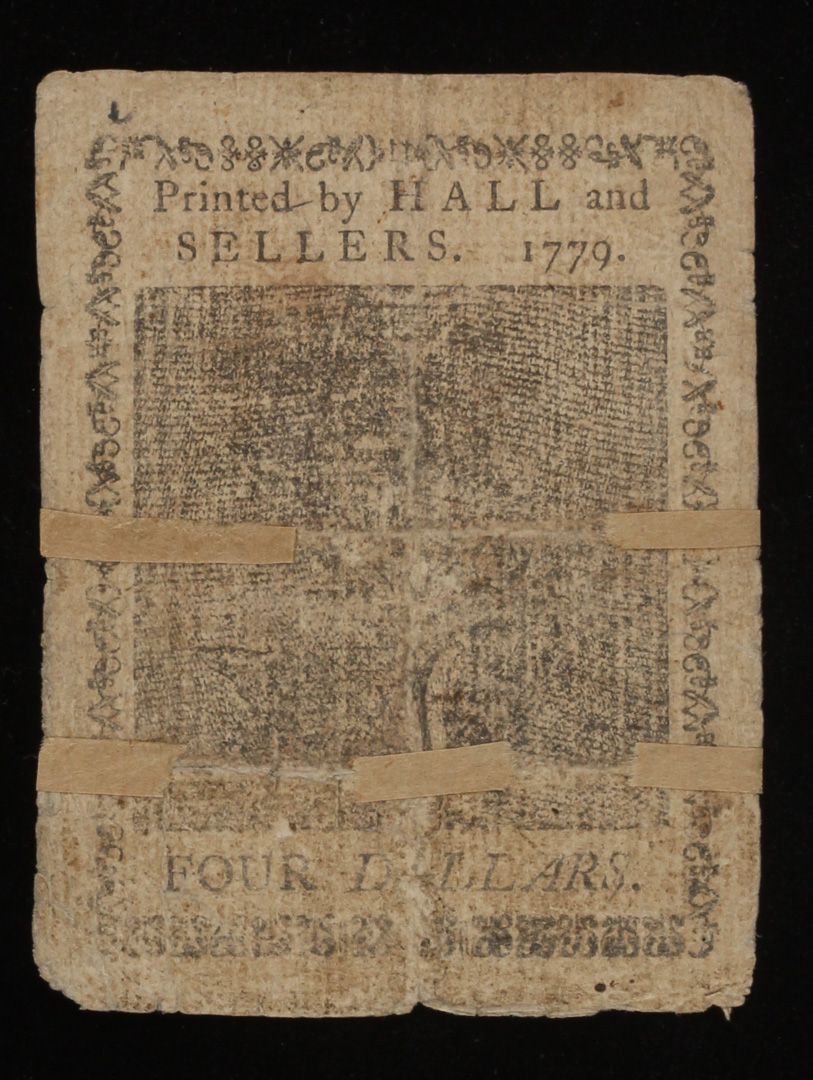 Printed by HALL and
SELLERS. 1779.
FOUR DOLLARS.